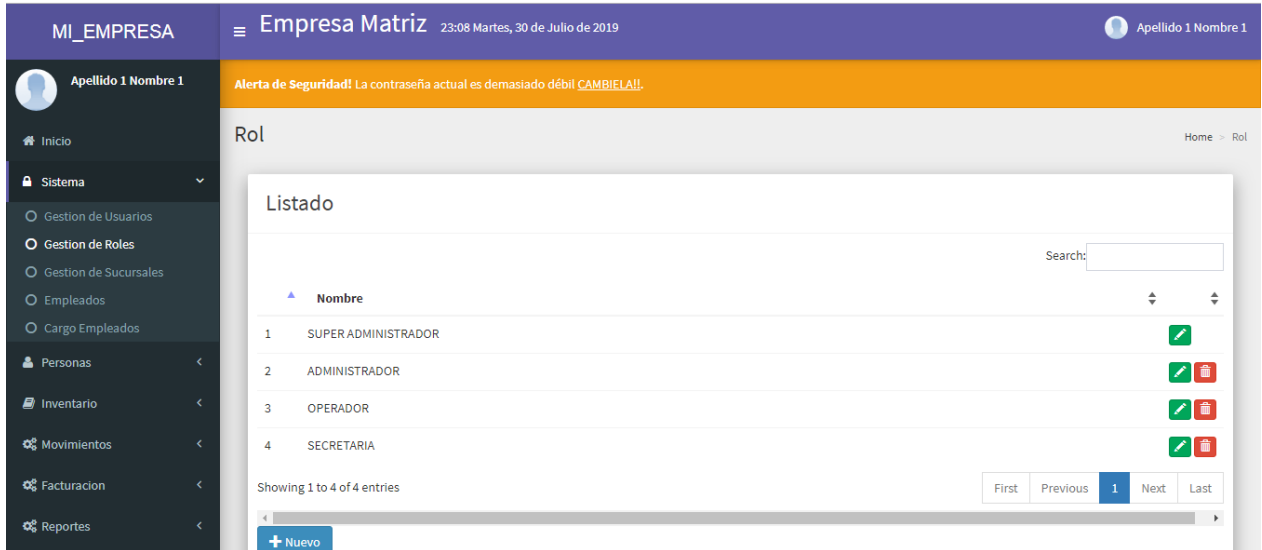 MI_EMPRESA
Empresa Matriz 23:08 Martes, 30 de Julio de 2019
Apellido 1 Nombre 1
Apellido 1 Nombre 1
Alerta de Seguridad! La contraseña actual es demasiado débil CAMBIELA!!.
Inicio
Sistema
Gestion de Usuarios
Gestion de Roles
Gestion de Sucursales
Empleados
Cargo Empleados
Personas
Inventario
Movimientos
Facturacion
Reportes
Rol
Home > Rol
Listado
Search:
Nombre
1 SUPER ADMINISTRADOR
2 ADMINISTRADOR
3 OPERADOR
4 SECRETARIA
Showing 1 to 4 of 4 entries
First Previous 1 Next Last
Nuevo